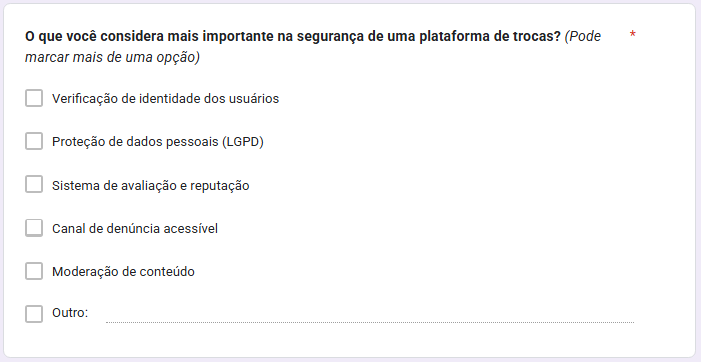 O que você considera mais importante na segurança de uma plataforma de trocas? (Pode *
marcar mais de uma opção)
Verificação de identidade dos usuários
Proteção de dados pessoais (LGPD)
Sistema de avaliação e reputação
Canal de denúncia acessível
Moderação de conteúdo
Outro: